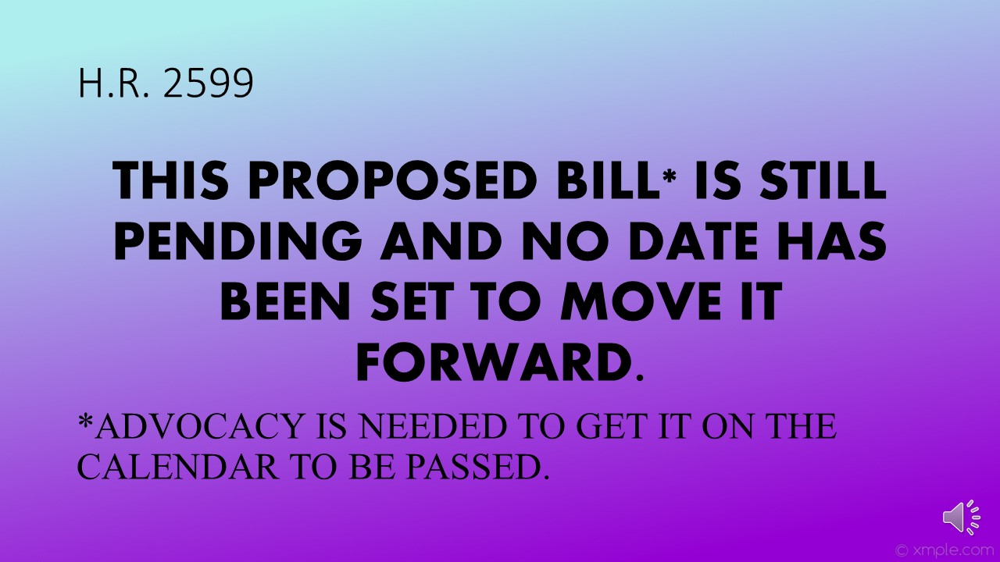 H.R. 2599
THIS PROPOSED BILL* IS STILL
PENDING AND NO DATE HAS
BEEN SET TO MOVE IT
FORWARD.
*ADVOCACY IS NEEDED TO GET IT ON THE
CALENDAR TO BE PASSED.
© xmple.com